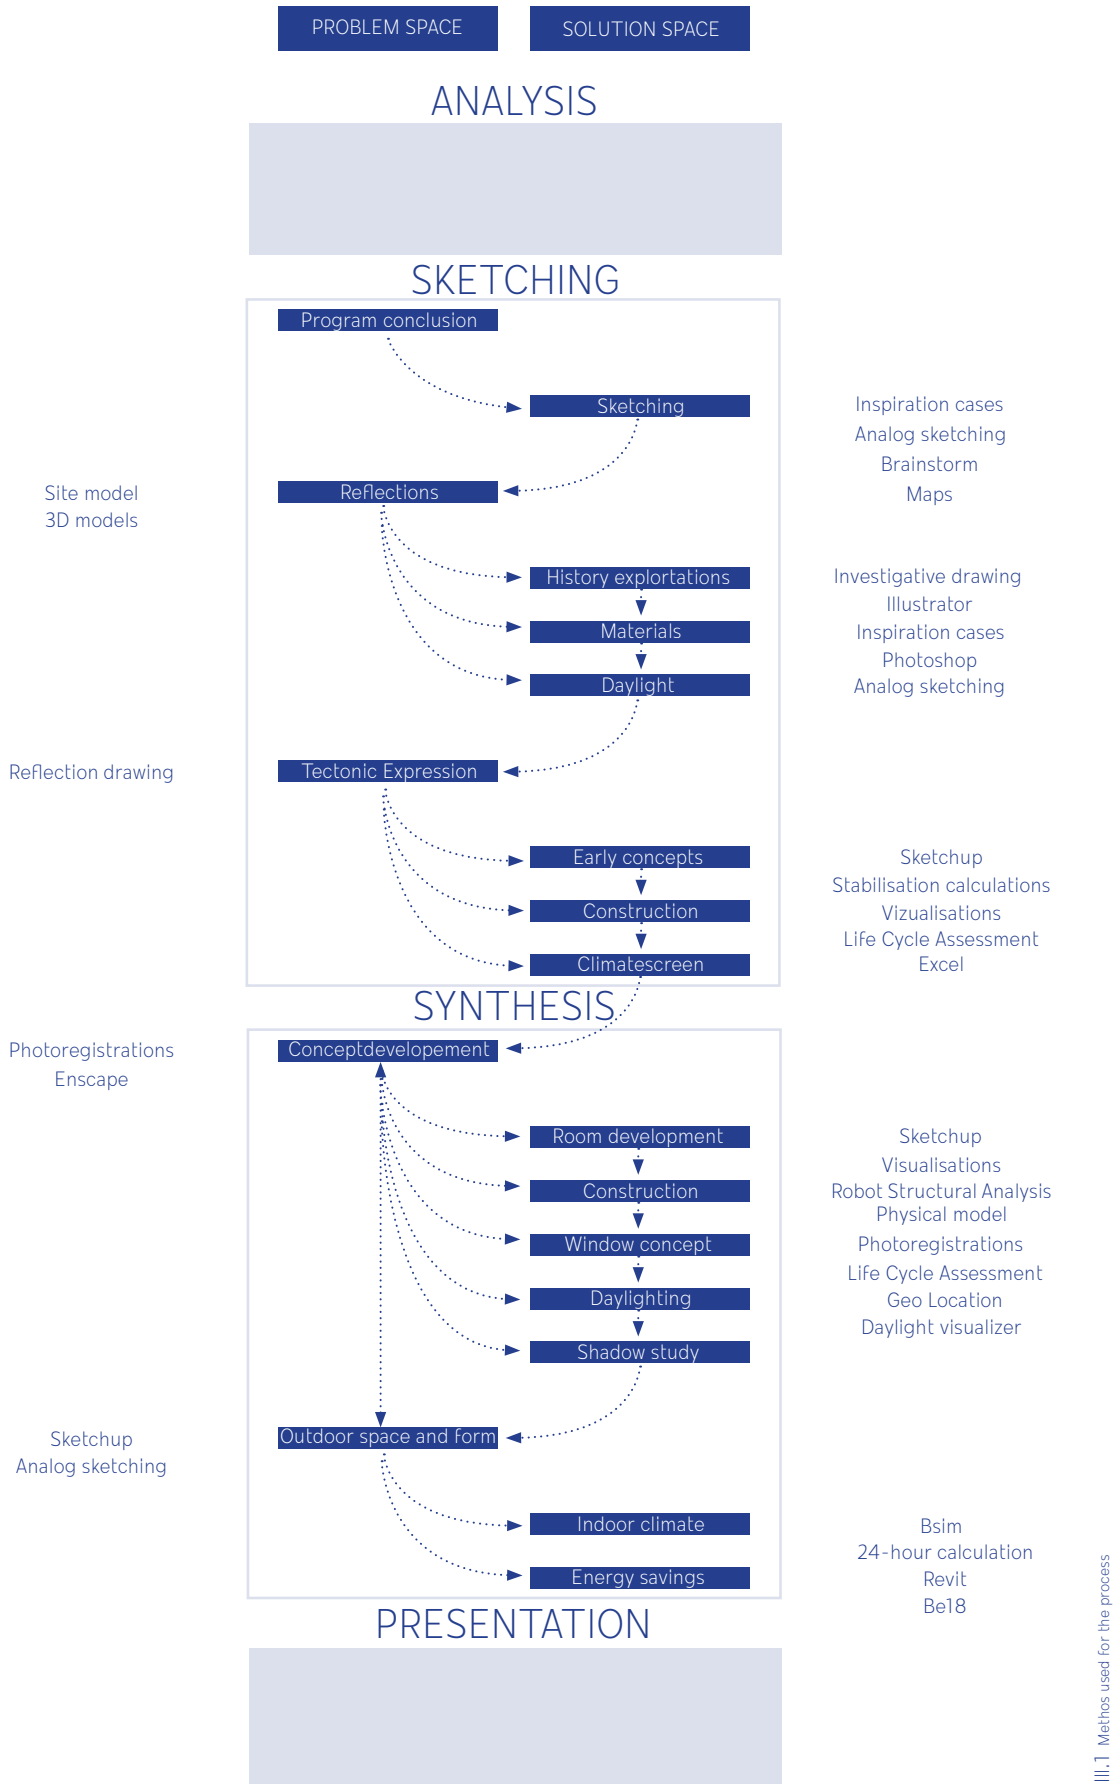 PROBLEM SPACE
SOLUTION SPACE
ANALYSIS
SKETCHING
Program conclusion
Sketching
Inspiration cases
Analog sketching
Brainstorm
Maps
Reflections
Site model
3D models
History explortations
Materials
Daylight
Investigative drawing
Illustrator
Inspiration cases
Photoshop
Analog sketching
Tectonic Expression
Reflection drawing
Early concepts
Construction
Climatescreen
Sketchup
Stabilisation calculations
Vizualisations
Life Cycle Assessment
Excel
SYNTHESIS
Conceptdevelopement
Photoregistrations
Enscape
Room development
Construction
Window concept
Daylighting
Shadow study
Sketchup
Visualisations
Robot Structural Analysis
Physical model
Photoregistrations
Life Cycle Assessment
Geo Location
Daylight visualizer
Outdoor space and form
Sketchup
Analog sketching
Indoor climate
Energy savings
Bsim
24-hour calculation
Revit
Be18
PRESENTATION
Ill.1 Methos used for the process